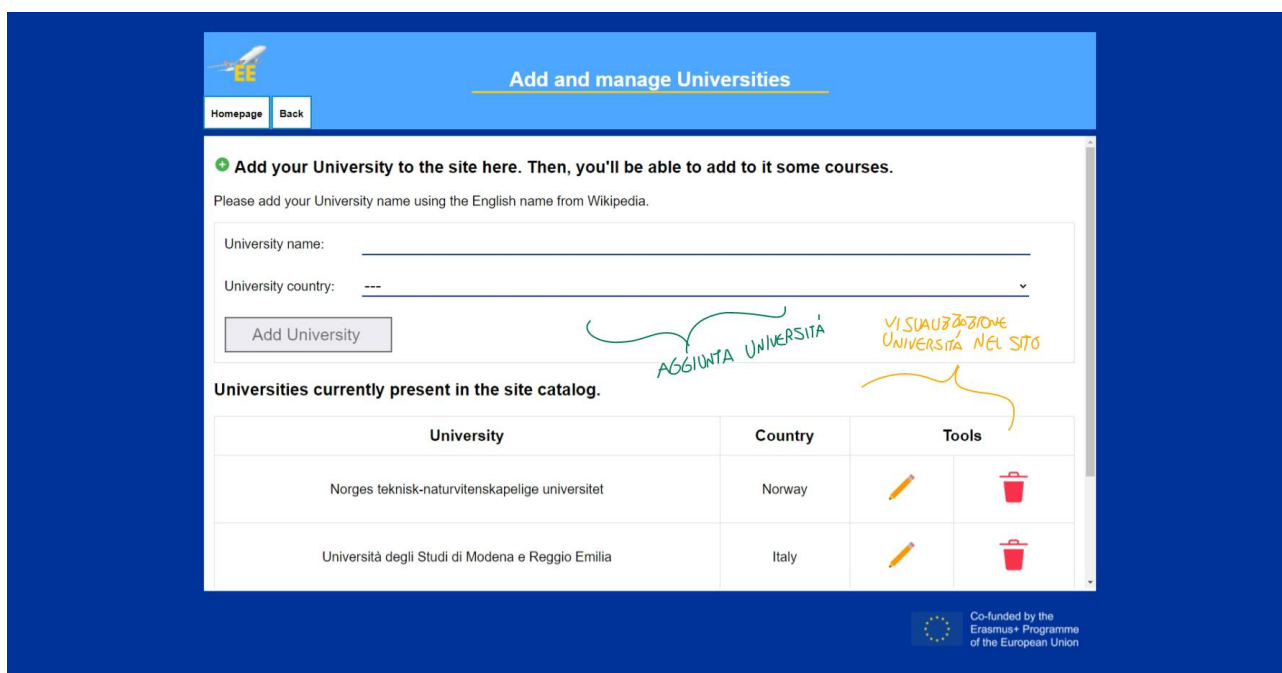 EE
Add and manage Universities
Homepage Back
Add your University to the site here. Then, you'll be able to add to it some courses.
Please add your University name using the English name from Wikipedia.
University name:
University country: ---
Add University
AGGIUNTA UNIVERSITÁ
VISUALIZZAZIONE
UNIVERSITÁ NEL SITO
Universities currently present in the site catalog.
University Country Tools
Norges teknisk-naturvitenskapelige universitet Norway
Università degli Studi di Modena e Reggio Emilia Italy
Co-funded by the
Erasmus+ Programme
of the European Union